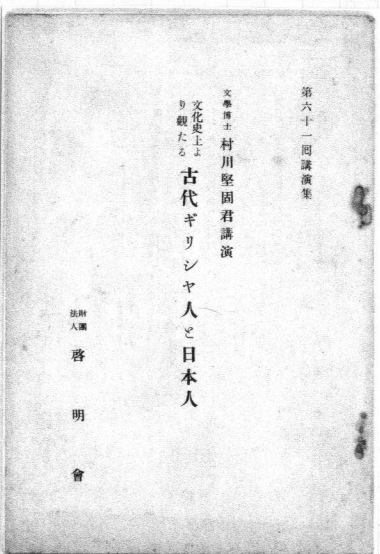 第六十一回講演集
文學博士 村川堅固君講演
文化史上より觀たる 古代ギリシヤ人と日本人
財團法人 啓明會